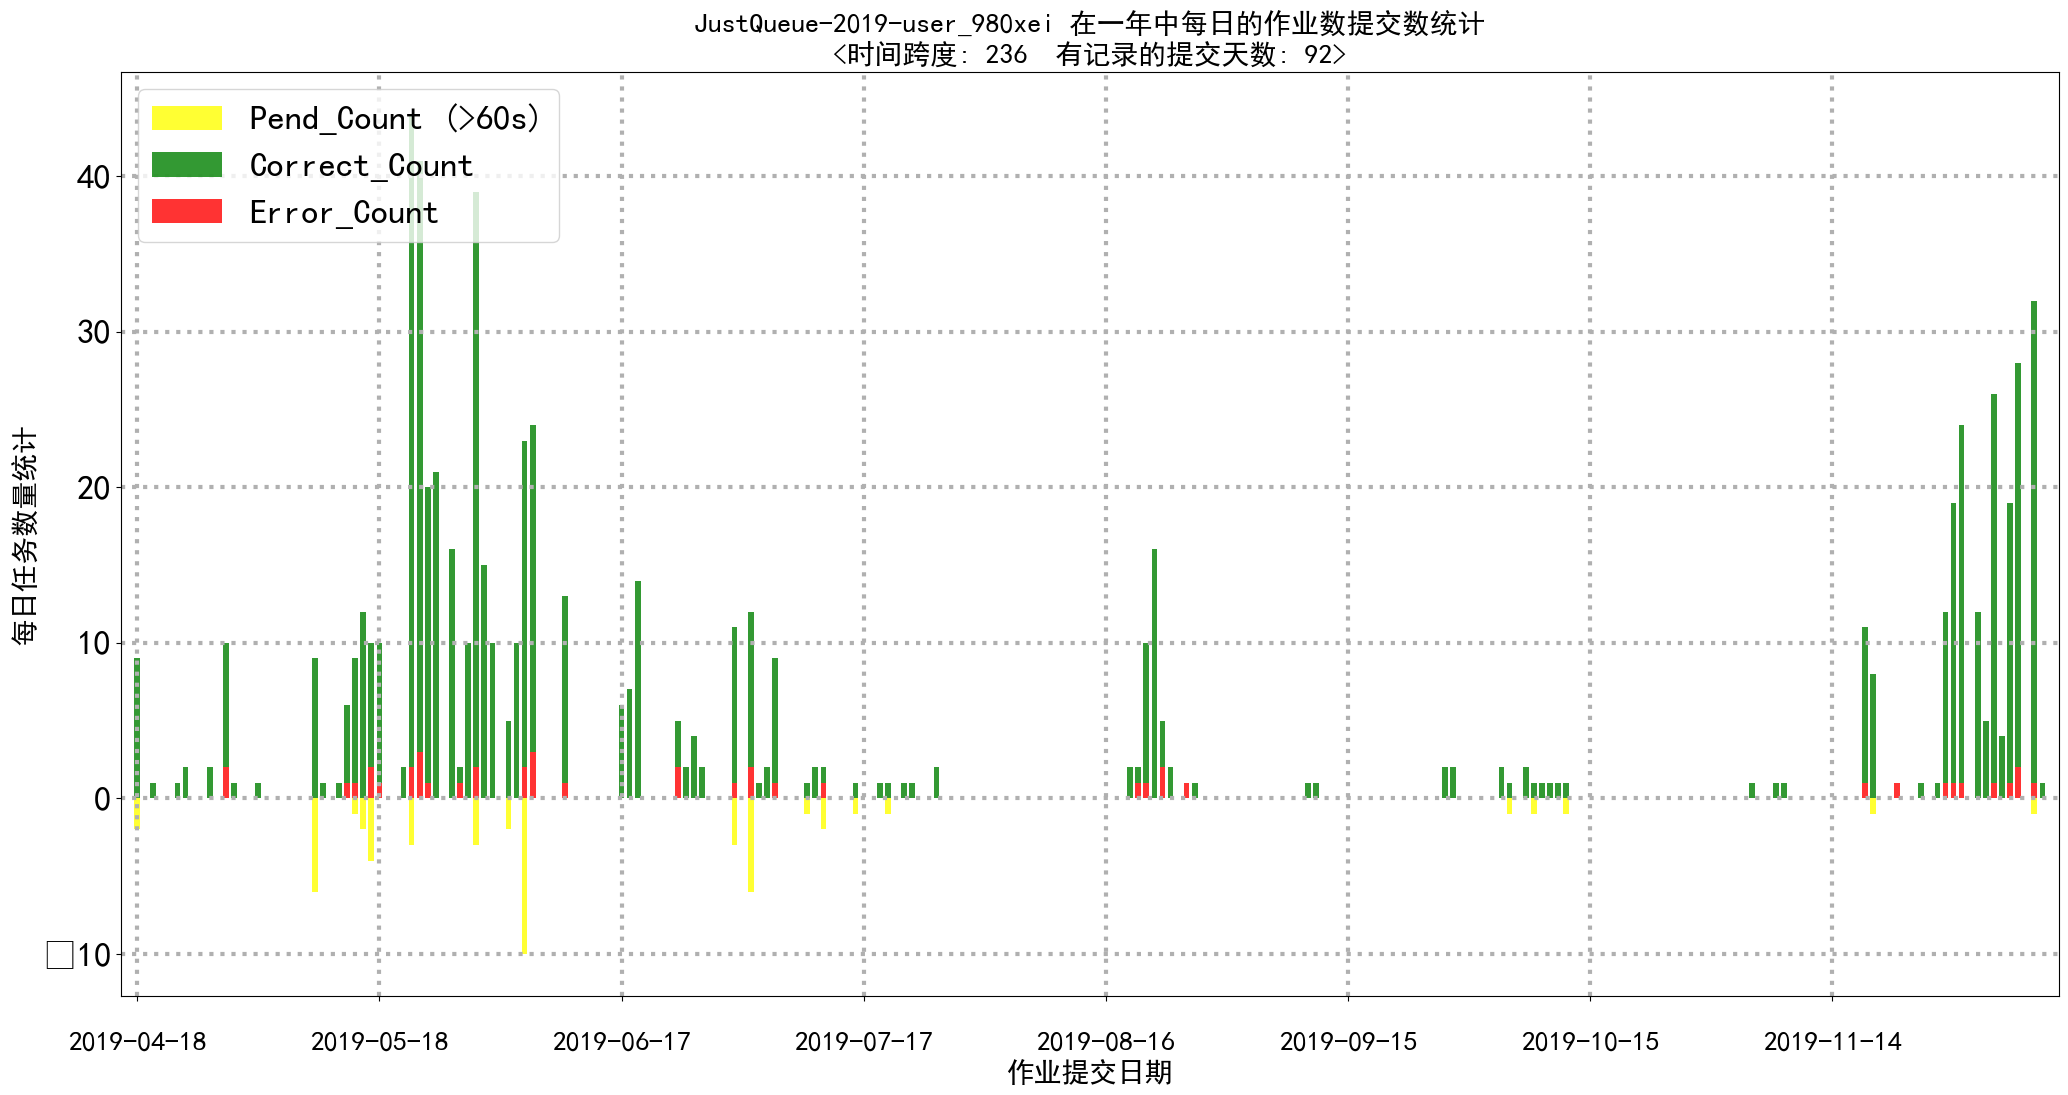 JustQueue-2019-user_980xei 在一年中每日的作业数提交数统计
<时间跨度: 236  有记录的提交天数: 92>
Pend_Count (>60s)
Correct_Count
Error_Count
40
30
20
10
0
□10
每日任务数量统计
2019-04-18 2019-05-18 2019-06-17 2019-07-17 2019-08-16 2019-09-15 2019-10-15 2019-11-14
作业提交日期